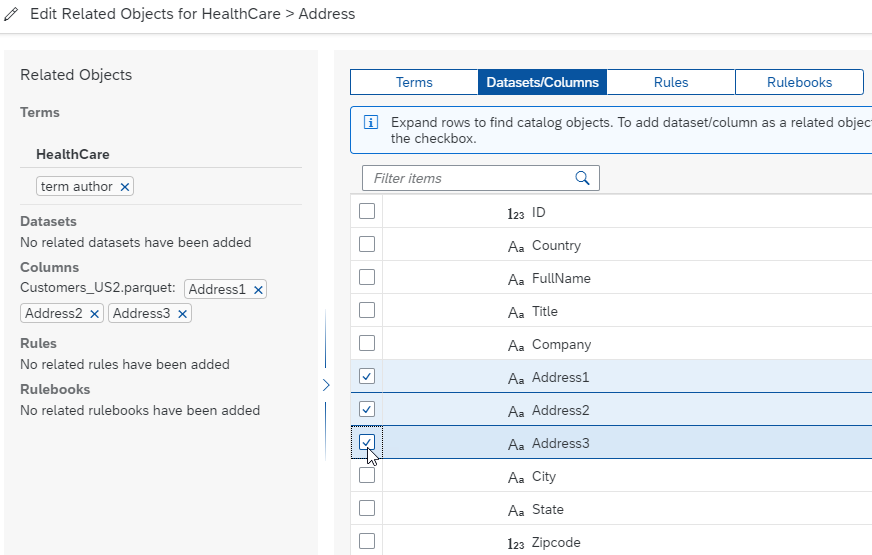 Edit Related Objects for HealthCare > Address
Related Objects
Terms
HealthCare
term author ×
Datasets
No related datasets have been added
Columns
Customers_US2.parquet: Address1 ×
Address2 × Address3 ×
Rules
No related rules have been added
Rulebooks
No related rulebooks have been added
Terms Datasets/Columns Rules Rulebooks
Expand rows to find catalog objects. To add dataset/column as a related objec
the checkbox.
Filter items
123 ID
Aa Country
Aa FullName
Aa Title
Aa Company
Aa Address1
Aa Address2
Aa Address3
Aa City
Aa State
123 Zipcode